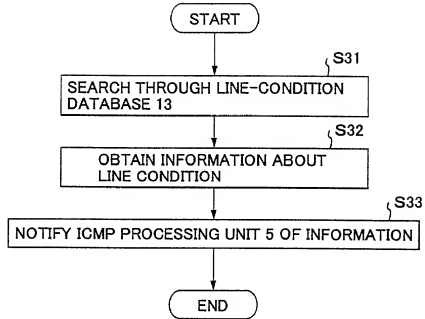 START
S31
SEARCH THROUGH LINE-CONDITION
DATABASE 13
S32
OBTAIN INFORMATION ABOUT
LINE CONDITION
S33
NOTIFY ICMP PROCESSING UNIT 5 OF INFORMATION
END